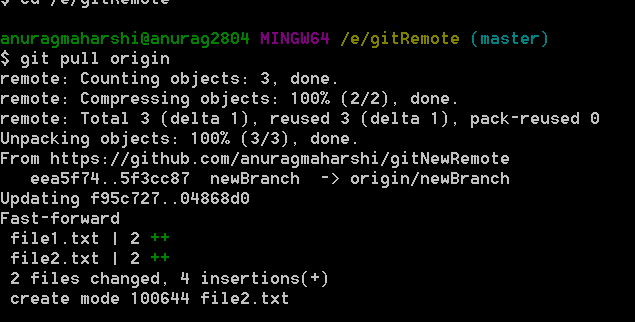 $ cd /e/gitRemote
anuragmaharshi@anurag2804 MINGW64 /e/gitRemote (master)
$ git pull origin
remote: Counting objects: 3, done.
remote: Compressing objects: 100% (2/2), done.
remote: Total 3 (delta 1), reused 3 (delta 1), pack-reused 0
Unpacking objects: 100% (3/3), done.
From https://github.com/anuragmaharshi/gitNewRemote
   eea5f74..5f3cc87  newBranch  -> origin/newBranch
Updating f95c727..04868d0
Fast-forward
 file1.txt | 2 ++
 file2.txt | 2 ++
 2 files changed, 4 insertions(+)
 create mode 100644 file2.txt